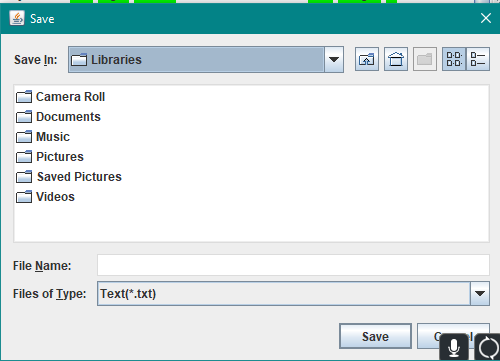 Save
Save In: Libraries
Camera Roll
Documents
Music
Pictures
Saved Pictures
Videos
File Name:
Files of Type: Text(*.txt)
Save